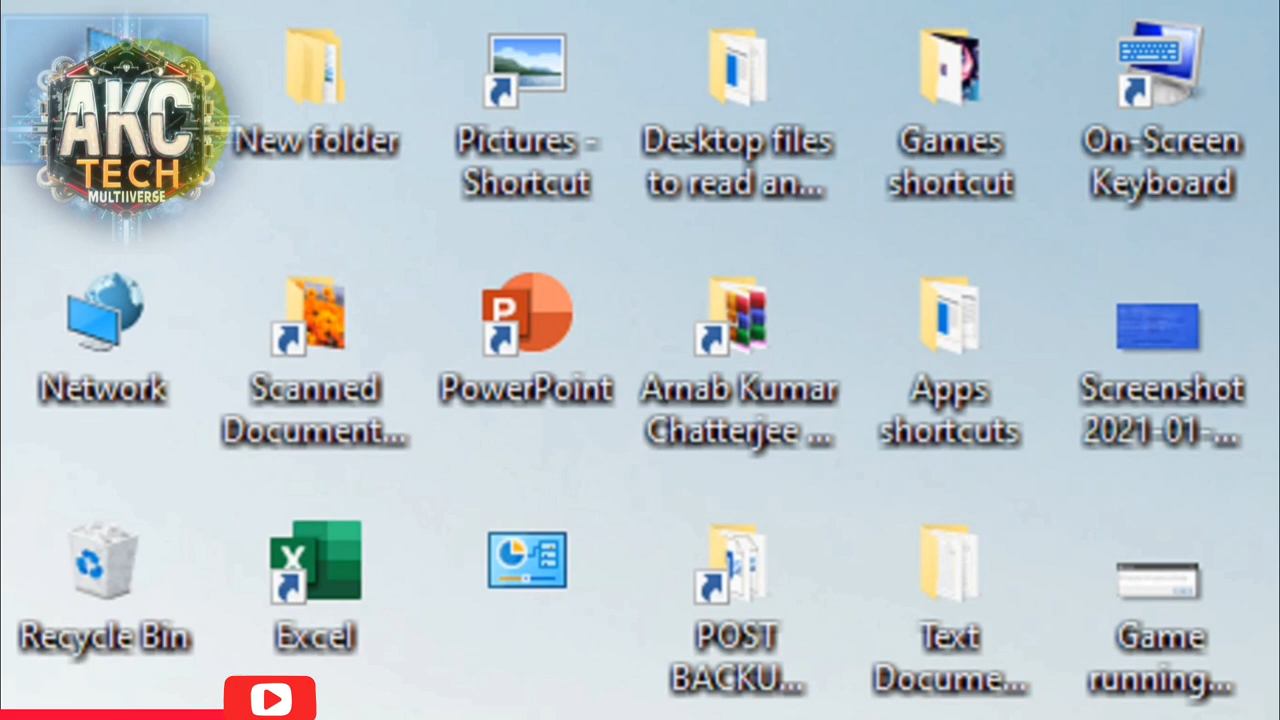 AKC
TECH
MULTIIVERSE
New folder
Pictures -
Shortcut
Desktop files
to read an...
Games
shortcut
On-Screen
Keyboard
Network
Scanned
Document...
P
PowerPoint
Arnab Kumar
Chatterjee ...
Apps
shortcuts
Screenshot
2021-01-...
Recycle Bin
X
Excel
POST
BACKU...
Text
Docume...
Game
running...